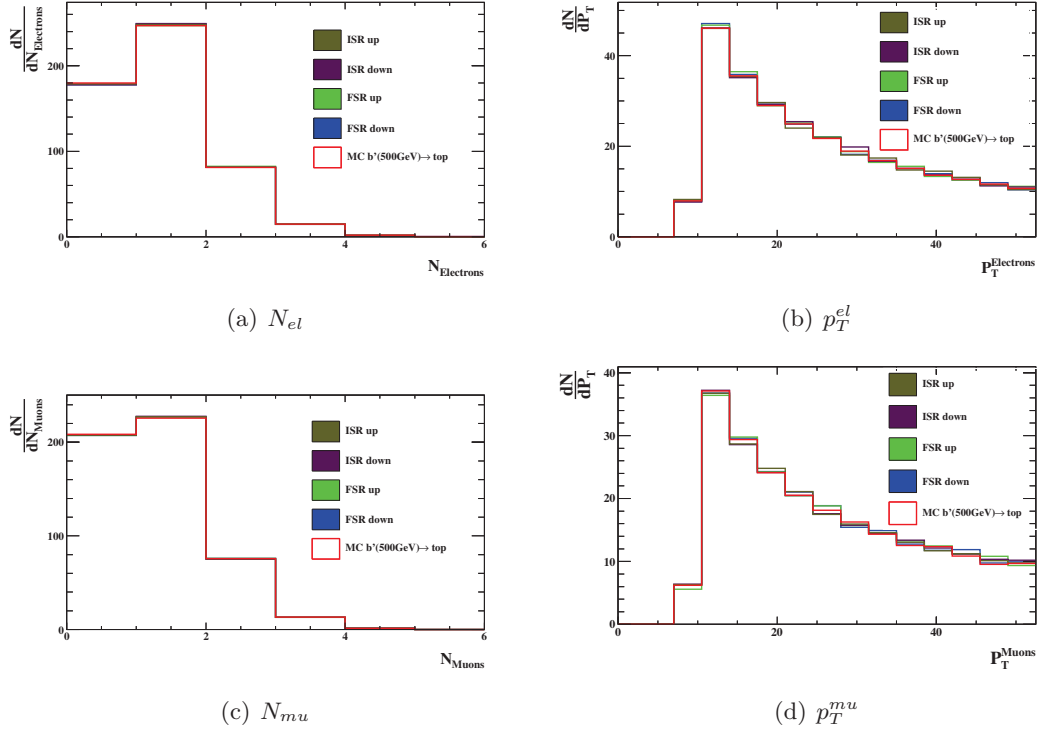 dN
dN_Electrons
200
100
0
0 2 4 6
N_Electrons
ISR up
ISR down
FSR up
FSR down
MC b'(500GeV)→ top
(a) N_el
dN
dP_T
40
20
0
0 20 40
P_T^Electrons
ISR up
ISR down
FSR up
FSR down
MC b'(500GeV)→ top
(b) p_T^el
dN
dN_Muons
200
100
0
0 2 4 6
N_Muons
ISR up
ISR down
FSR up
FSR down
MC b'(500GeV)→ top
(c) N_mu
dN
dP_T
40
30
20
10
0
0 20 40
P_T^Muons
ISR up
ISR down
FSR up
FSR down
MC b'(500GeV)→ top
(d) p_T^mu